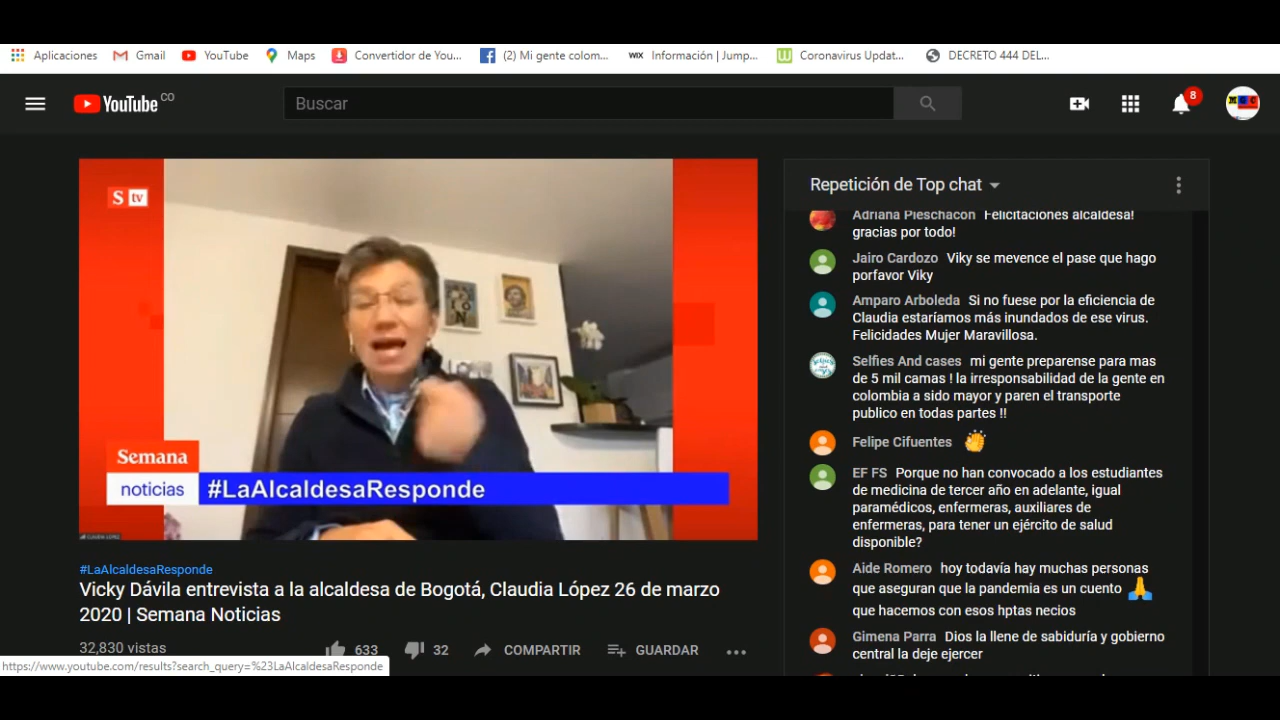 Aplicaciones Gmail YouTube Maps Convertidor de You... (2) Mi gente colom... WIX Información | Jump... Coronavirus Updat... DECRETO 444 DEL...
YouTube CO
Buscar
8
S tv
Semana
noticias #LaAlcaldesaResponde
CLAUDIA LOPEZ
#LaAlcaldesaResponde
Vicky Dávila entrevista a la alcaldesa de Bogotá, Claudia López 26 de marzo
2020 | Semana Noticias
32,830 vistas
633 32 COMPARTIR GUARDAR
https://www.youtube.com/results?search_query=%23LaAlcaldesaResponde
Repetición de Top chat
Adriana Pieschacón Felicitaciones alcaldesa!
gracias por todo!
Jairo Cardozo Viky se mevence el pase que hago
porfavor Viky
Amparo Arboleda Si no fuese por la eficiencia de
Claudia estaríamos más inundados de ese virus.
Felicidades Mujer Maravillosa.
Selfies And cases mi gente preparense para mas
de 5 mil camas ! la irresponsabilidad de la gente en
colombia a sido mayor y paren el transporte
publico en todas partes !!
Felipe Cifuentes 👏
EF FS Porque no han convocado a los estudiantes
de medicina de tercer año en adelante, igual
paramédicos, enfermeras, auxiliares de
enfermeras, para tener un ejército de salud
disponible?
Aide Romero hoy todavía hay muchas personas
que aseguran que la pandemia es un cuento 🙏
que hacemos con esos hptas necios
Gimena Parra Dios la llene de sabiduría y gobierno
central la deje ejercer